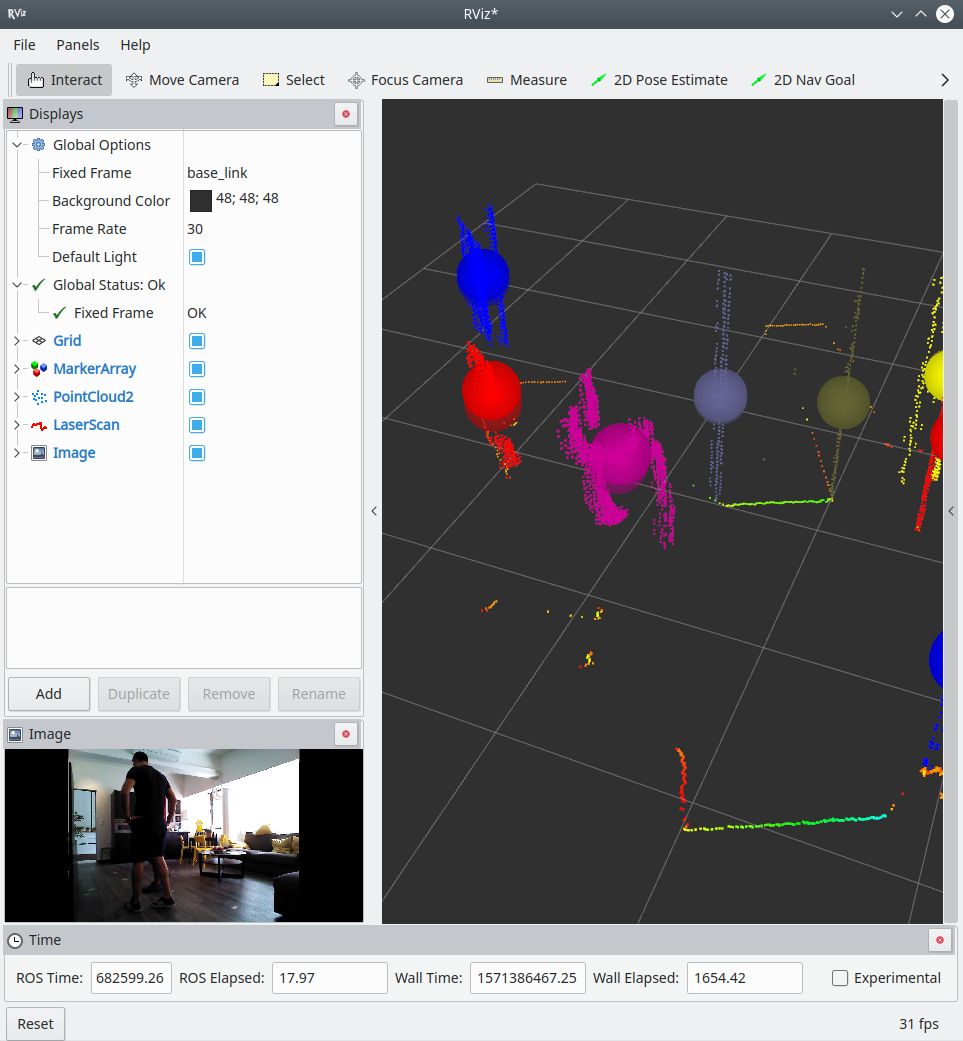 RViz
RViz*
File Panels Help
Interact Move Camera Select Focus Camera Measure 2D Pose Estimate 2D Nav Goal
Displays
Global Options
Fixed Frame base_link
Background Color 48; 48; 48
Frame Rate 30
Default Light
Global Status: Ok
Fixed Frame OK
Grid
MarkerArray
PointCloud2
LaserScan
Image
Add Duplicate Remove Rename
Image
Time
ROS Time: 682599.26 ROS Elapsed: 17.97 Wall Time: 1571386467.25 Wall Elapsed: 1654.42 Experimental
Reset 31 fps